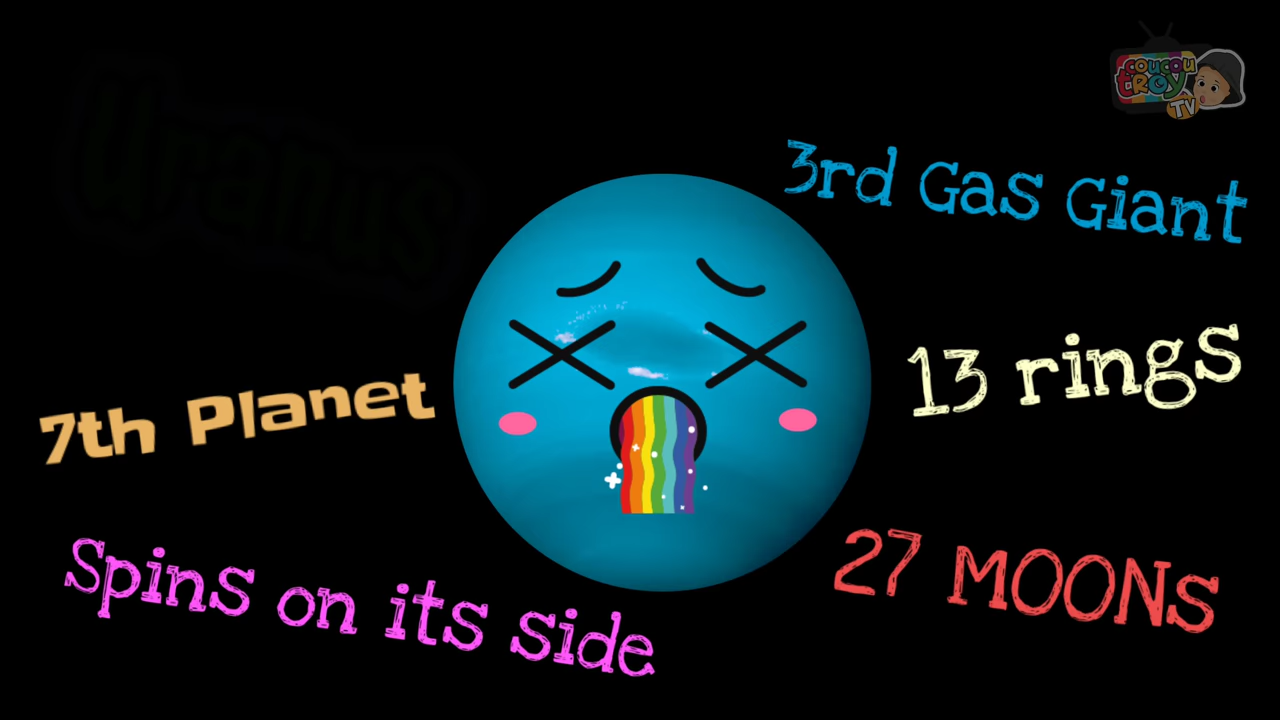 coucou
troy
TV
Uranus
3rd Gas Giant
13 rings
7th Planet
27 MOONs
Spins on its side